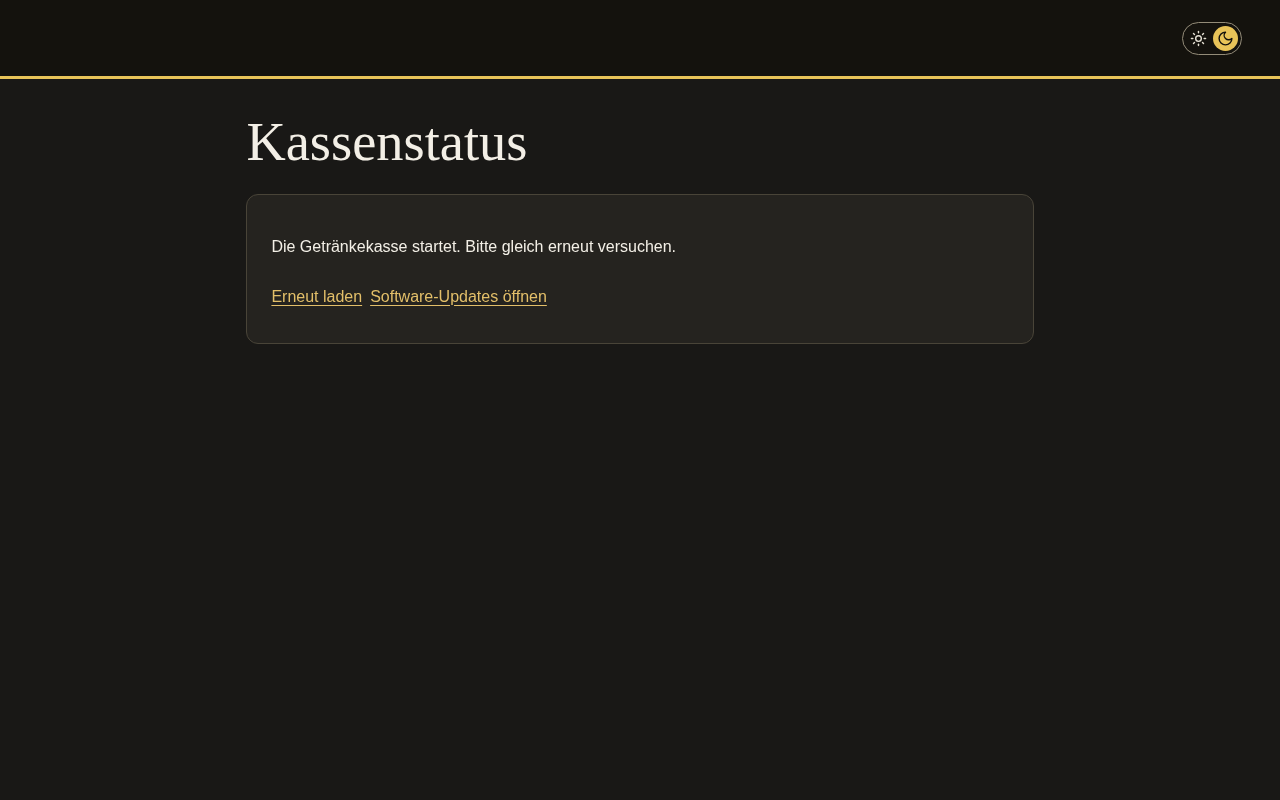 Kassenstatus
Die Getränkekasse startet. Bitte gleich erneut versuchen.
Erneut laden Software-Updates öffnen